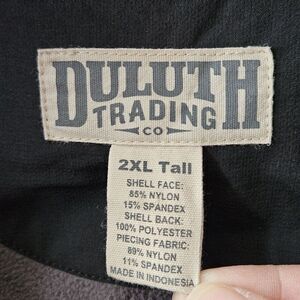 DULUTH
TRADING
CO
2XL Tall
SHELL FACE:
85% NYLON
15% SPANDEX
SHELL BACK:
100% POLYESTER
PIECING FABRIC:
89% NYLON
11% SPANDEX
MADE IN INDONESIA